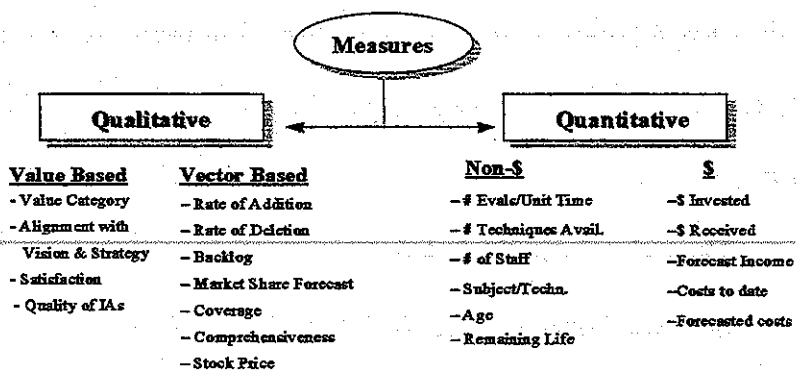 Measures
Qualitative
Quantitative
Value Based
- Value Category
- Alignment with
Vision & Strategy
- Satisfaction
- Quality of IAs
Vector Based
– Rate of Addition
– Rate of Deletion
– Backlog
– Market Share Forecast
– Coverage
– Comprehensiveness
– Stock Price
Non-$
– # Evals/Unit Time
– # Techniques Avail.
– # of Staff
– Subject/Techn.
– Age
– Remaining Life
$
–$ Invested
–$ Received
–Forecast Income
–Costs to date
–Forecasted costs